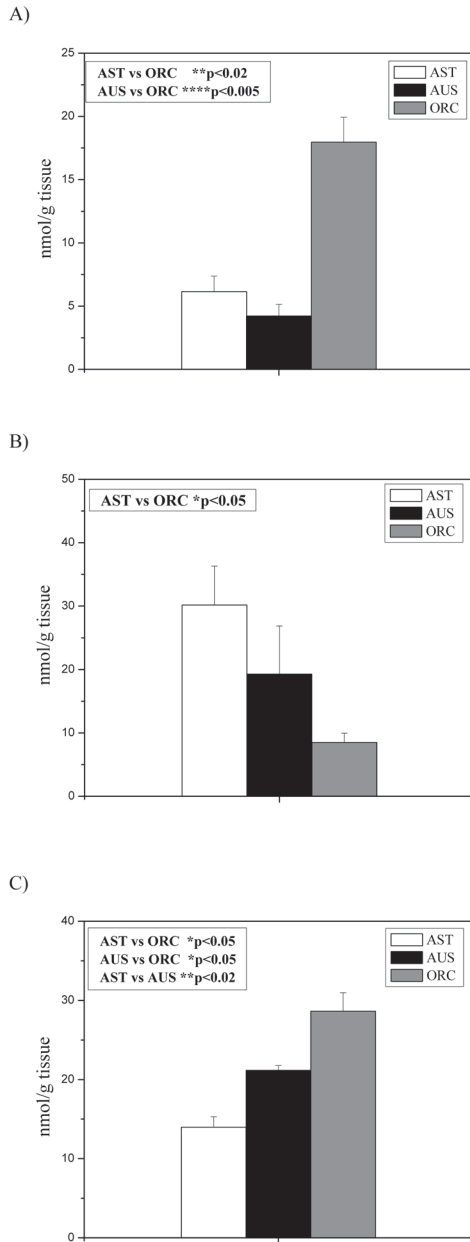 A)
25
20
15
10
5
0
nmol/g tissue
AST vs ORC **p<0.02
AUS vs ORC ****p<0.005
AST
AUS
ORC
B)
50
40
30
20
10
0
nmol/g tissue
AST vs ORC *p<0.05
AST
AUS
ORC
C)
40
30
20
10
0
nmol/g tissue
AST vs ORC *p<0.05
AUS vs ORC *p<0.05
AST vs AUS **p<0.02
AST
AUS
ORC